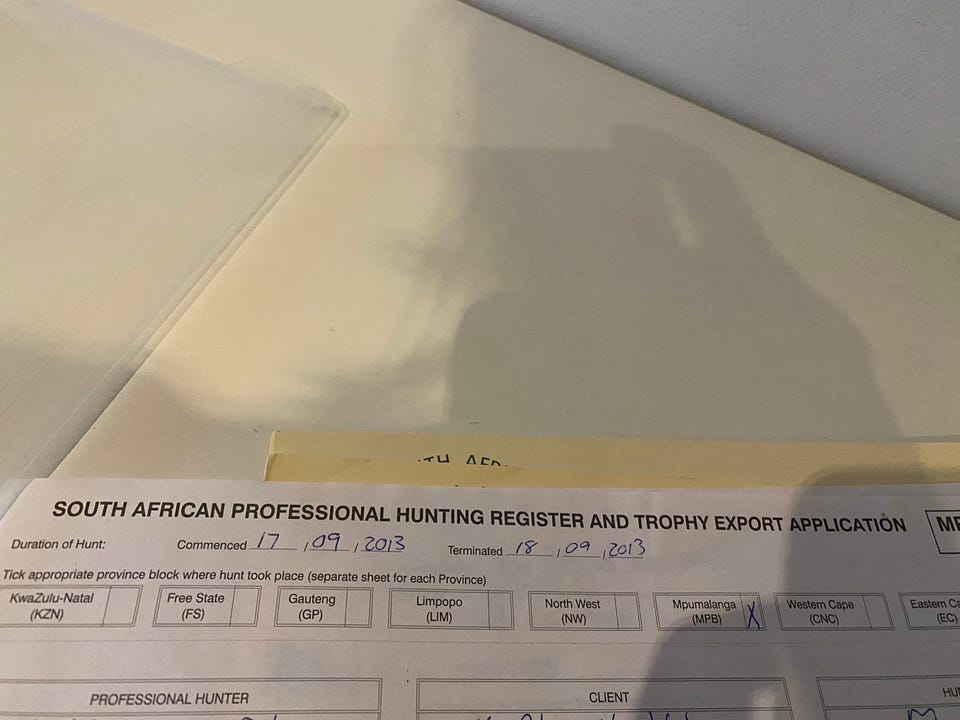 SOUTH AFRICAN PROFESSIONAL HUNTING REGISTER AND TROPHY EXPORT APPLICATION
Duration of Hunt: Commenced 17, 09, 2013 Terminated 18, 09, 2013
Tick appropriate province block where hunt took place (separate sheet for each Province)
KwaZulu-Natal (KZN)
Free State (FS)
Gauteng (GP)
Limpopo (LIM)
North West (NW)
Mpumalanga (MPB) X
Western Cape (CNC)
Eastern (EC)
PROFESSIONAL HUNTER
CLIENT